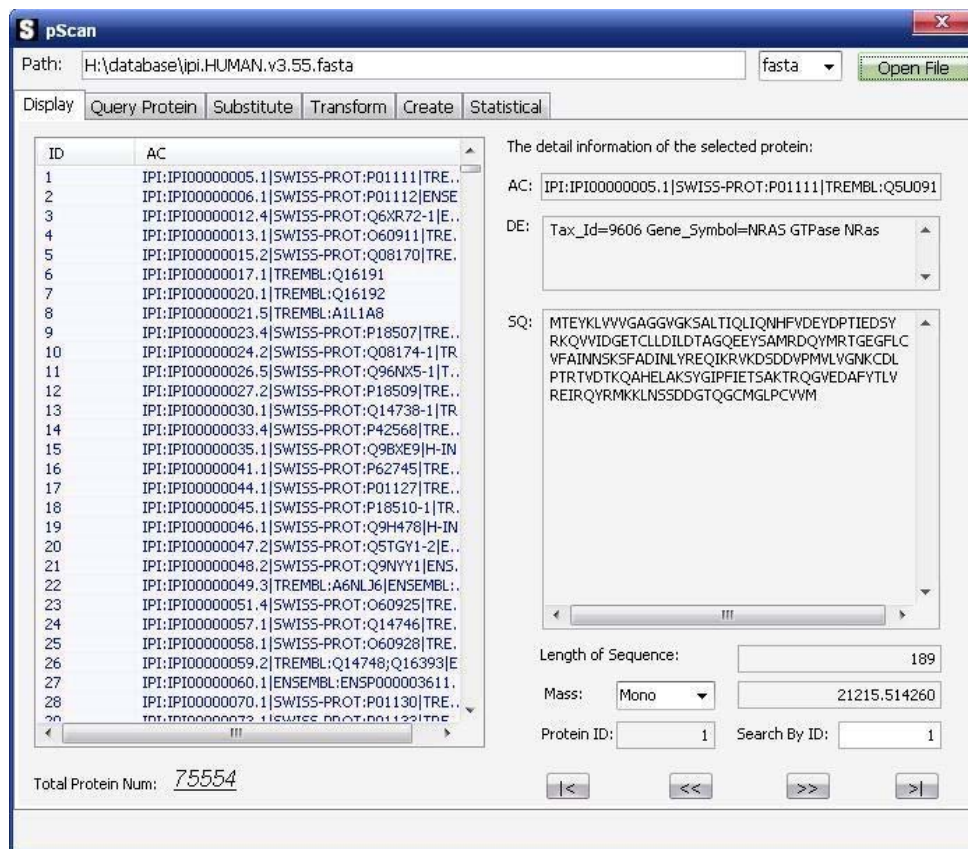 pScan
Path: H:\database\ipi.HUMAN.v3.55.fasta fasta Open File
Display Query Protein Substitute Transform Create Statistical
ID AC
1 IPI:IPI00000005.1|SWISS-PROT:P01111|TRE..
2 IPI:IPI00000006.1|SWISS-PROT:P01112|ENSE
3 IPI:IPI00000012.4|SWISS-PROT:Q6XR72-1|E..
4 IPI:IPI00000013.1|SWISS-PROT:O60911|TRE.
5 IPI:IPI00000015.2|SWISS-PROT:Q08170|TRE.
6 IPI:IPI00000017.1|TREMBL:Q16191
7 IPI:IPI00000020.1|TREMBL:Q16192
8 IPI:IPI00000021.5|TREMBL:A1L1A8
9 IPI:IPI00000023.4|SWISS-PROT:P18507|TRE..
10 IPI:IPI00000024.2|SWISS-PROT:Q08174-1|TR
11 IPI:IPI00000026.5|SWISS-PROT:Q96NX5-1|T..
12 IPI:IPI00000027.2|SWISS-PROT:P18509|TRE..
13 IPI:IPI00000030.1|SWISS-PROT:Q14738-1|TR
14 IPI:IPI00000033.4|SWISS-PROT:P42568|TRE..
15 IPI:IPI00000035.1|SWISS-PROT:Q9BXE9|H-IN
16 IPI:IPI00000041.1|SWISS-PROT:P62745|TRE..
17 IPI:IPI00000044.1|SWISS-PROT:P01127|TRE..
18 IPI:IPI00000045.1|SWISS-PROT:P18510-1|TR.
19 IPI:IPI00000046.1|SWISS-PROT:Q9H478|H-IN
20 IPI:IPI00000047.2|SWISS-PROT:Q5TGY1-2|E..
21 IPI:IPI00000048.2|SWISS-PROT:Q9NYY1|ENS.
22 IPI:IPI00000049.3|TREMBL:A6NLJ6|ENSEMBL:.
23 IPI:IPI00000051.4|SWISS-PROT:O60925|TRE.
24 IPI:IPI00000057.1|SWISS-PROT:Q14746|TRE.
25 IPI:IPI00000058.1|SWISS-PROT:O60928|TRE.
26 IPI:IPI00000059.2|TREMBL:Q14748;Q16393|E
27 IPI:IPI00000060.1|ENSEMBL:ENSP000003611.
28 IPI:IPI00000070.1|SWISS-PROT:P01130|TRE..
29 IPI:IPI00000073.1|SWISS-PROT:P01133|TRE
Total Protein Num: 75554
The detail information of the selected protein:
AC: IPI:IPI00000005.1|SWISS-PROT:P01111|TREMBL:Q5U091
DE: Tax_Id=9606 Gene_Symbol=NRAS GTPase NRas
SQ: MTEYKLVVVGAGGVGKSALTIQLIQNHFVDEYDPTIEDSY
RKQVVIDGETCLLDILDTAGQEEYSAMRDQYMRTGEGFLC
VFAINNSKSFADINLYREQIKRVKDSDDVPMVLVGNKCDL
PTRTVDTKQAHELAKSYGIPFIETSAKTRQGVEDAFYTLV
REIRQYRMKKLNSSDDGTQGCMGLPCVVM
Length of Sequence: 189
Mass: Mono 21215.514260
Protein ID: 1 Search By ID: 1
|< << >> >|